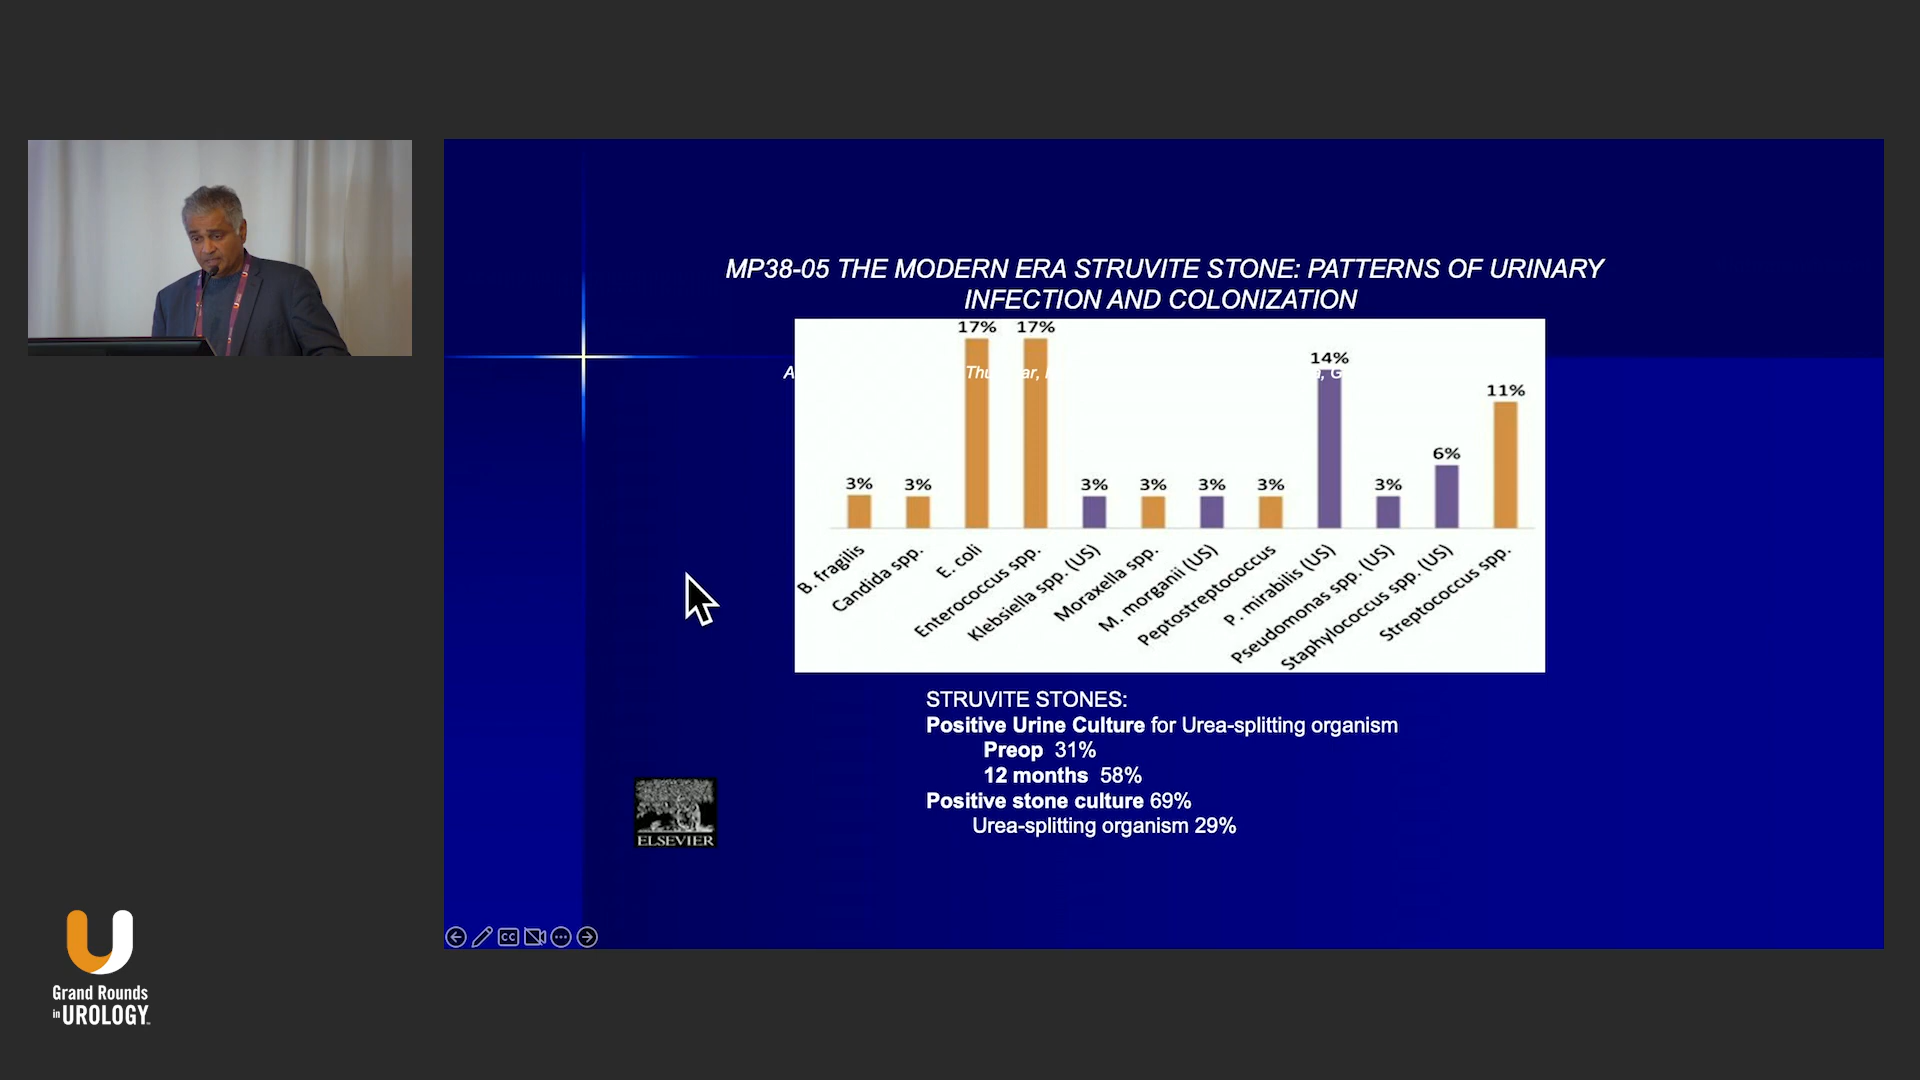 MP38-05 THE MODERN ERA STRUVITE STONE: PATTERNS OF URINARY
INFECTION AND COLONIZATION
17% 17%
14%
11%
6%
3% 3% 3% 3% 3% 3% 3%
B. fragilis
Candida spp.
E. coli
Enterococcus spp.
Klebsiella spp. (US)
Moraxella spp.
M. morganii (US)
Peptostreptococcus
P. mirabilis (US)
Pseudomonas spp. (US)
Staphylococcus spp. (US)
Streptococcus spp.
STRUVITE STONES:
Positive Urine Culture for Urea-splitting organism
Preop 31%
12 months 58%
Positive stone culture 69%
Urea-splitting organism 29%
ELSEVIER
CC
Grand Rounds
in UROLOGY